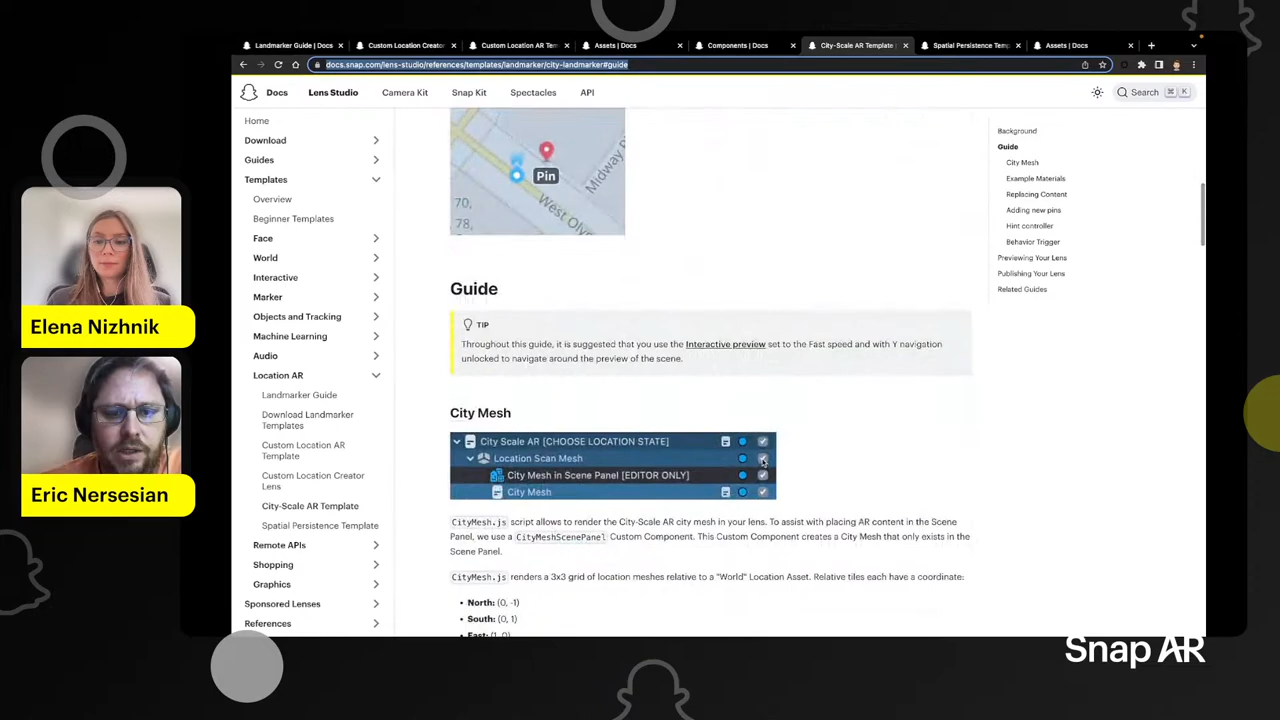 Landmarker Guide | Docs
Custom Location Creator
Custom Location AR Tem
Assets | Docs
Components | Docs
City-Scale AR Template
Spatial Persistence Temp
Assets | Docs
docs.snap.com/lens-studio/references/templates/landmarker/city-landmarker#guide
Docs
Lens Studio
Camera Kit
Snap Kit
Spectacles
API
Search ⌘ K
Home
Download
Guides
Templates
Overview
Beginner Templates
Face
World
Interactive
Marker
Objects and Tracking
Machine Learning
Audio
Location AR
Landmarker Guide
Download Landmarker
Templates
Custom Location AR
Template
Custom Location Creator
Lens
City-Scale AR Template
Spatial Persistence Template
Remote APIs
Shopping
Graphics
Sponsored Lenses
References
Pin
Midway Pl
West Olym
70,
78,
Guide
TIP
Throughout this guide, it is suggested that you use the Interactive preview set to the Fast speed and with Y navigation
unlocked to navigate around the preview of the scene.
City Mesh
City Scale AR [CHOOSE LOCATION STATE]
Location Scan Mesh
City Mesh in Scene Panel [EDITOR ONLY]
City Mesh
CityMesh.js script allows to render the City-Scale AR city mesh in your lens. To assist with placing AR content in the Scene
Panel, we use a CityMeshScenePanel Custom Component. This Custom Component creates a City Mesh that only exists in the
Scene Panel.
CityMesh.js renders a 3x3 grid of location meshes relative to a "World" Location Asset. Relative tiles each have a coordinate:
• North: (0, -1)
• South: (0, 1)
• East: (1, 0)
Background
Guide
City Mesh
Example Materials
Replacing Content
Adding new pins
Hint controller
Behavior Trigger
Previewing Your Lens
Publishing Your Lens
Related Guides
Elena Nizhnik
Eric Nersesian
Snap AR